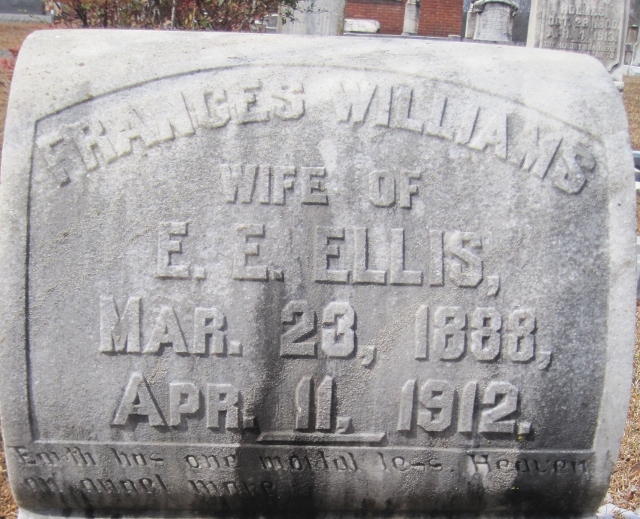 FRANCES WILLIAMS
WIFE OF
E. E. ELLIS,
MAR. 23, 1888,
APR. 11, 1912.
Earth has one mortal less. Heaven
an angel more